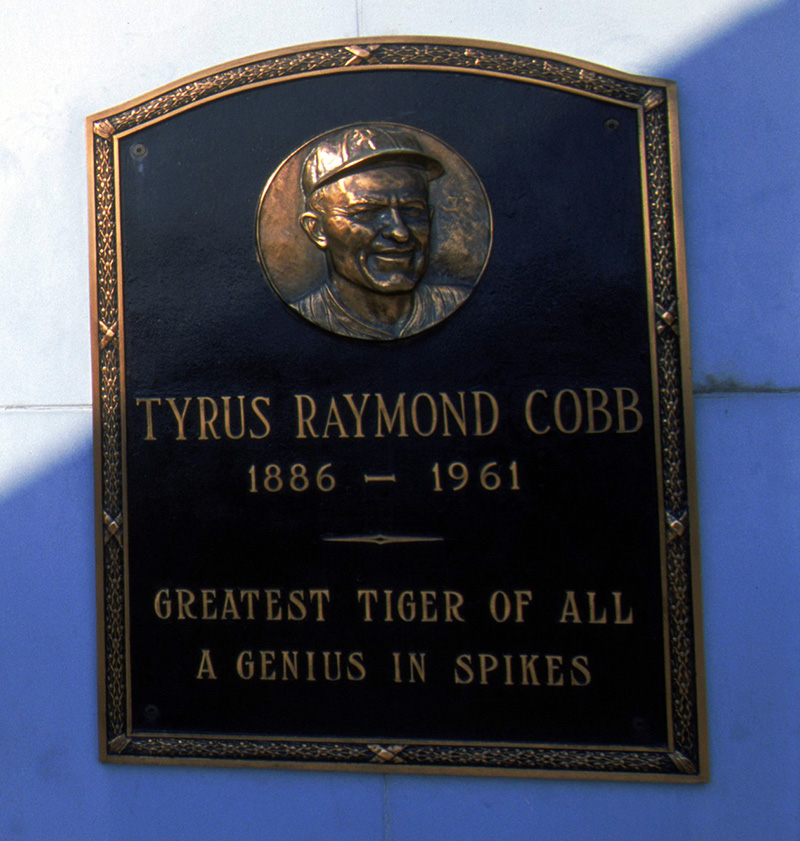 TYRUS RAYMOND COBB
1886 – 1961
GREATEST TIGER OF ALL
A GENIUS IN SPIKES